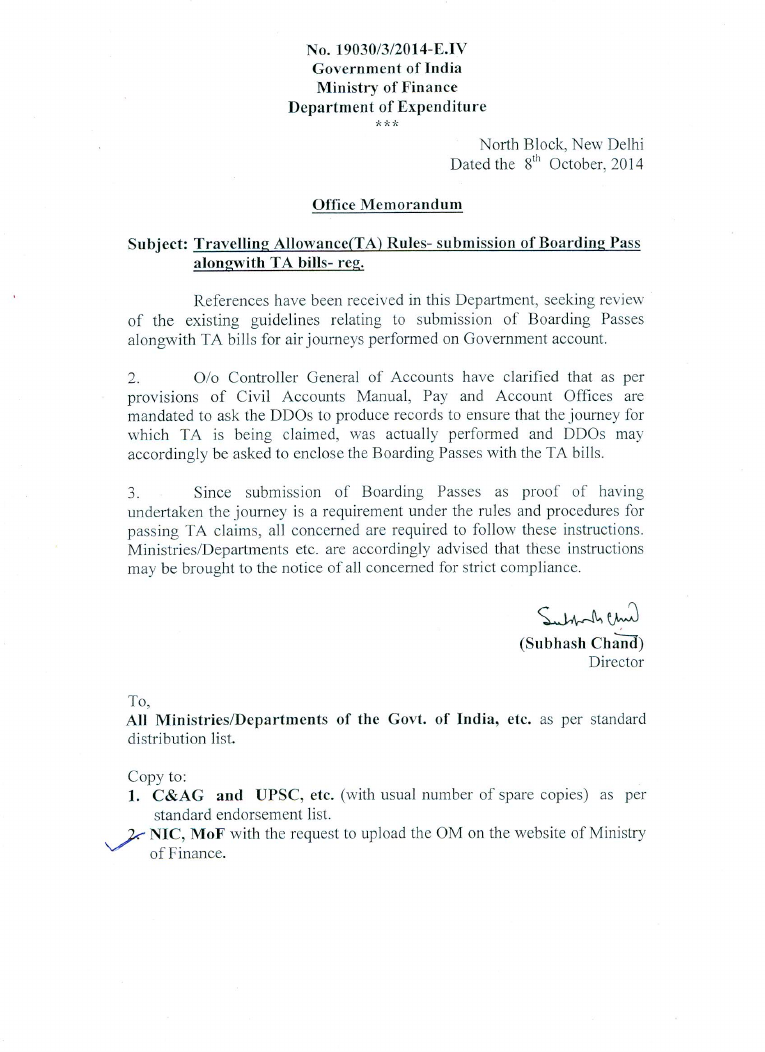 No. 19030/3/2014-E.IV
Government of India
Ministry of Finance
Department of Expenditure
***
North Block, New Delhi
Dated the 8th October, 2014
Office Memorandum
Subject: Travelling Allowance(TA) Rules- submission of Boarding Pass
alongwith TA bills- reg.
References have been received in this Department, seeking review
of the existing guidelines relating to submission of Boarding Passes
alongwith TA bills for air journeys performed on Government account.
2. O/o Controller General of Accounts have clarified that as per
provisions of Civil Accounts Manual, Pay and Account Offices are
mandated to ask the DDOs to produce records to ensure that the journey for
which TA is being claimed, was actually performed and DDOs may
accordingly be asked to enclose the Boarding Passes with the TA bills.
3. Since submission of Boarding Passes as proof of having
undertaken the journey is a requirement under the rules and procedures for
passing TA claims, all concerned are required to follow these instructions.
Ministries/Departments etc. are accordingly advised that these instructions
may be brought to the notice of all concerned for strict compliance.
Subhash Chand
(Subhash Chand)
Director
To,
All Ministries/Departments of the Govt. of India, etc. as per standard
distribution list.
Copy to:
1. C&AG and UPSC, etc. (with usual number of spare copies) as per
standard endorsement list.
2. NIC, MoF with the request to upload the OM on the website of Ministry
of Finance.